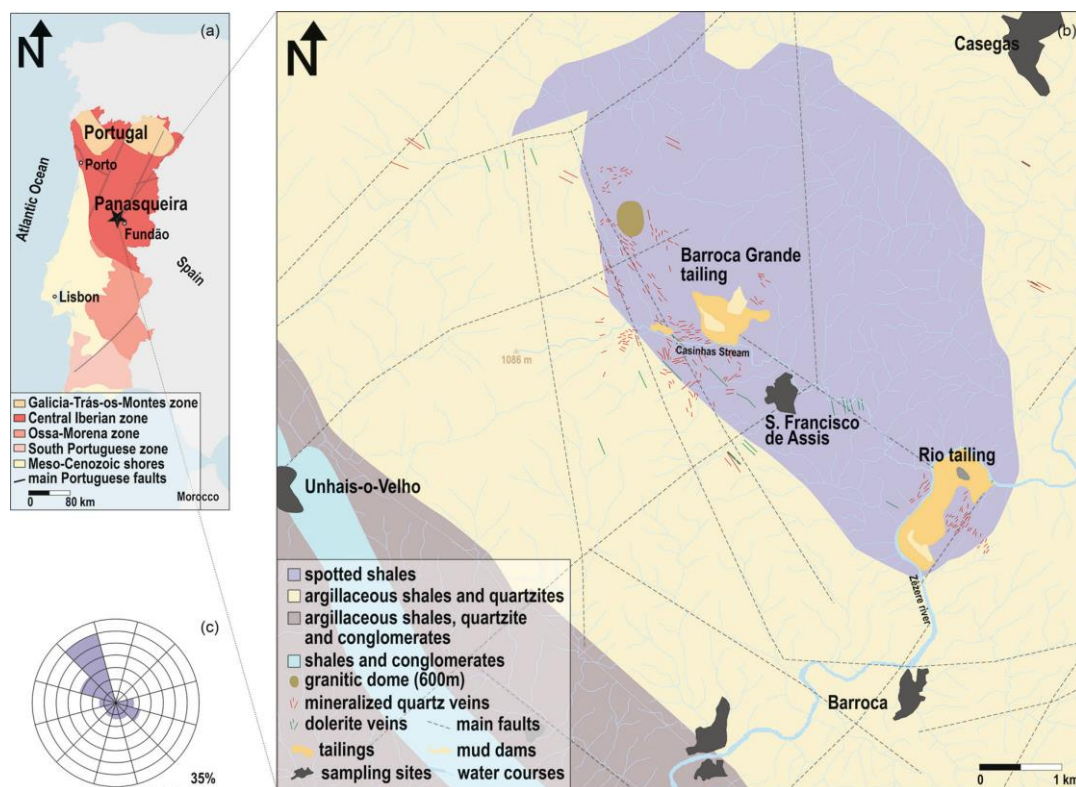 N
(a)
Portugal
Porto
Atlantic Ocean
Panasqueira
Fundão
Spain
Lisbon
Galicia-Trás-os-Montes zone
Central Iberian zone
Ossa-Morena zone
South Portuguese zone
Meso-Cenozoic shores
main Portuguese faults
0 80 km
Morocco
N
(b)
Casegas
Barroca Grande
tailing
1086 m
Casinhas Stream
S. Francisco
de Assis
Rio tailing
Unhais-o-Velho
Zêzere river
Barroca
spotted shales
argillaceous shales and quartzites
argillaceous shales, quartzite
and conglomerates
shales and conglomerates
granitic dome (600m)
mineralized quartz veins
dolerite veins main faults
tailings mud dams
sampling sites water courses
0 1 km
(c)
35%